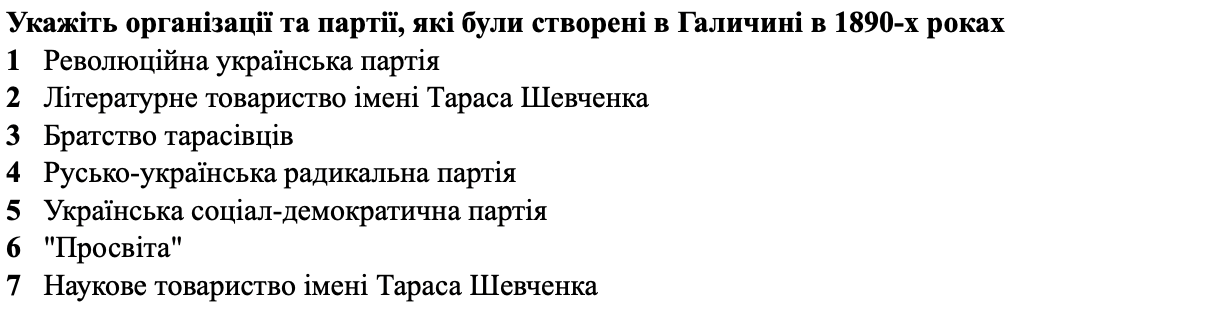 Укажіть організації та партії, які були створені в Галичині в 1890-х роках
1 Революційна українська партія
2 Літературне товариство імені Тараса Шевченка
3 Братство тарасівців
4 Русько-українська радикальна партія
5 Українська соціал-демократична партія
6 "Просвіта"
7 Наукове товариство імені Тараса Шевченка